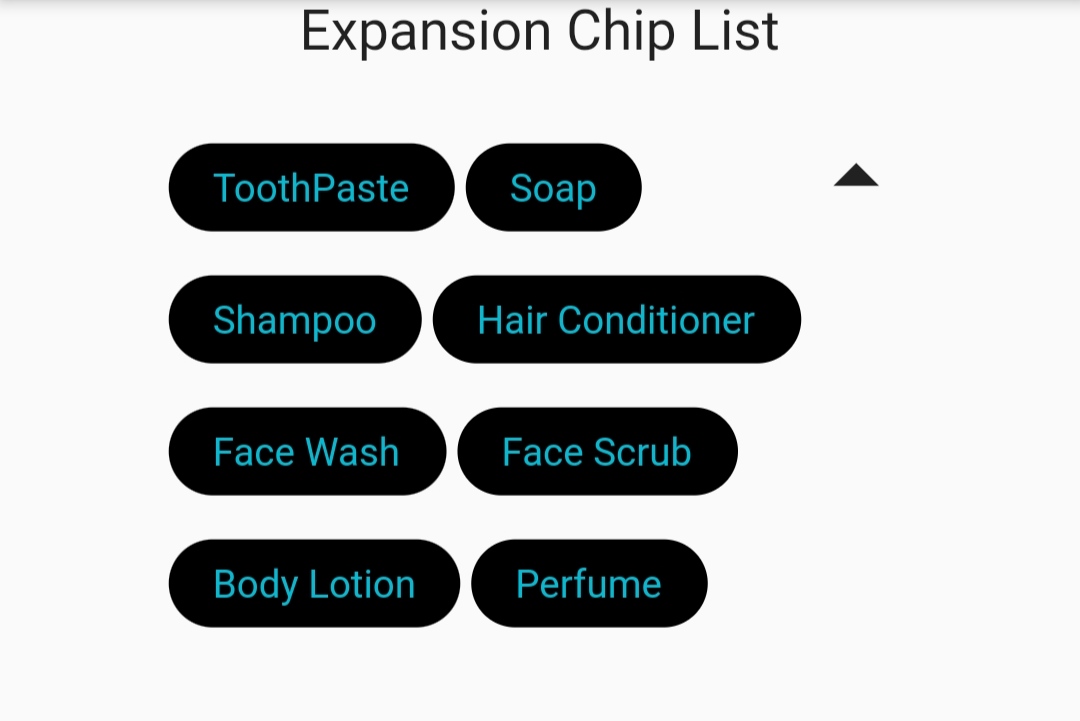 Expansion Chip List
ToothPaste Soap
Shampoo Hair Conditioner
Face Wash Face Scrub
Body Lotion Perfume